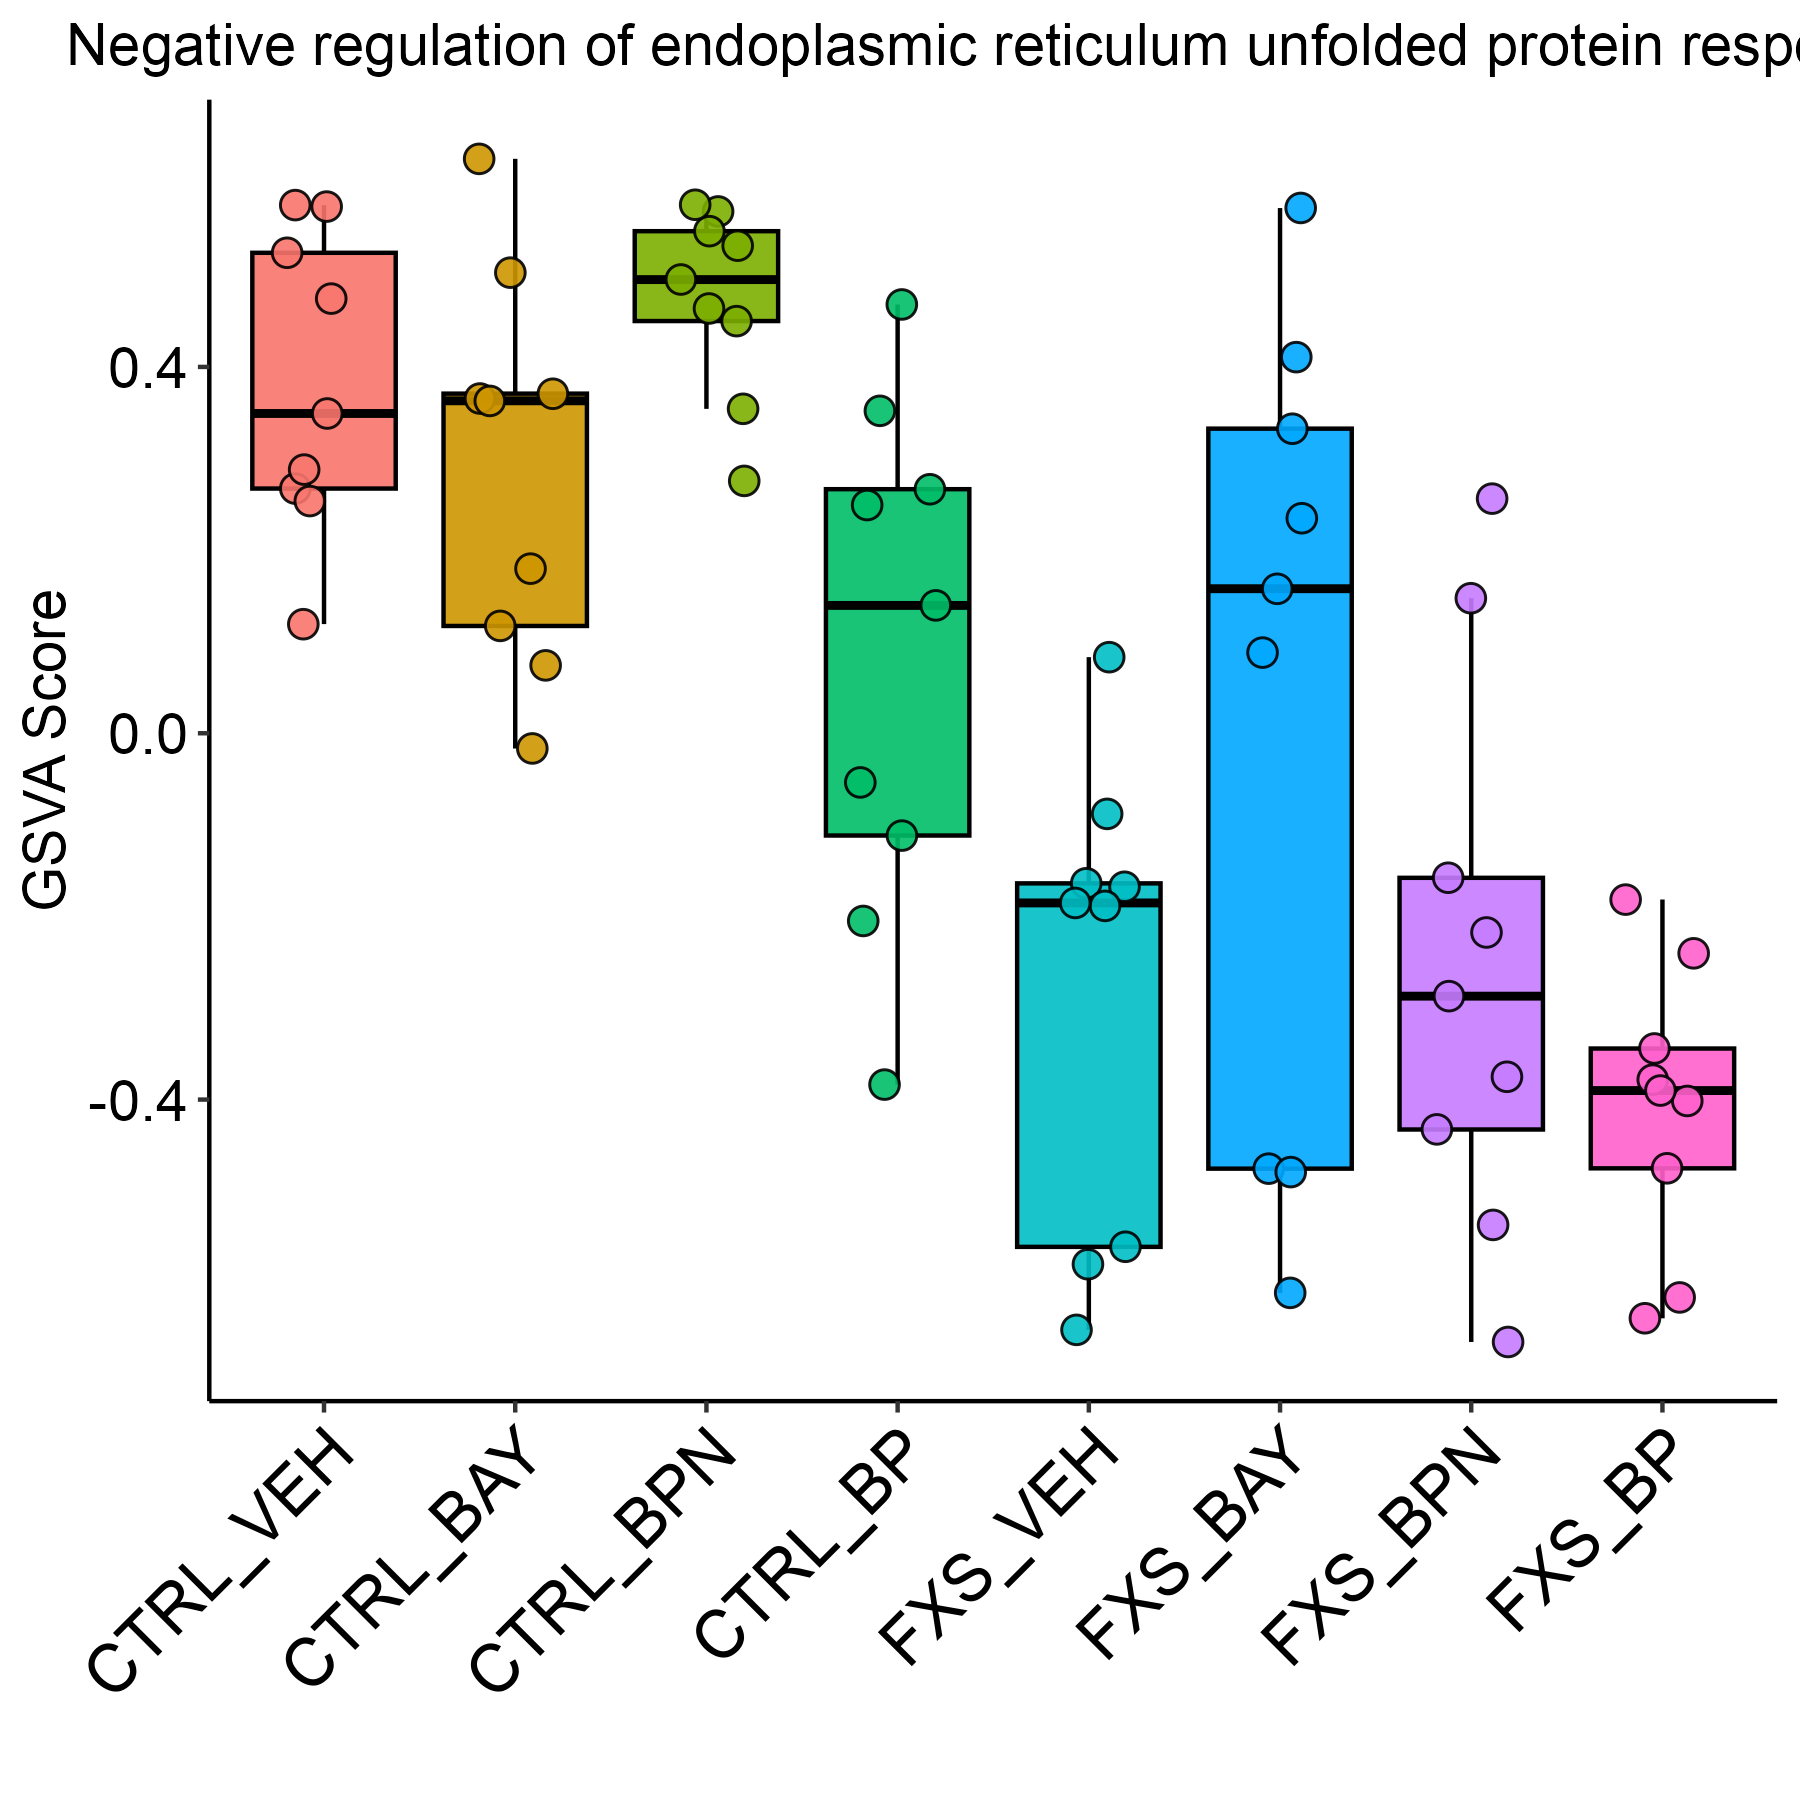 Negative regulation of endoplasmic reticulum unfolded protein respo
GSVA Score
0.4
0.0
-0.4
CTRL_VEH
CTRL_BAY
CTRL_BPN
CTRL_BP
FXS_VEH
FXS_BAY
FXS_BPN
FXS_BP